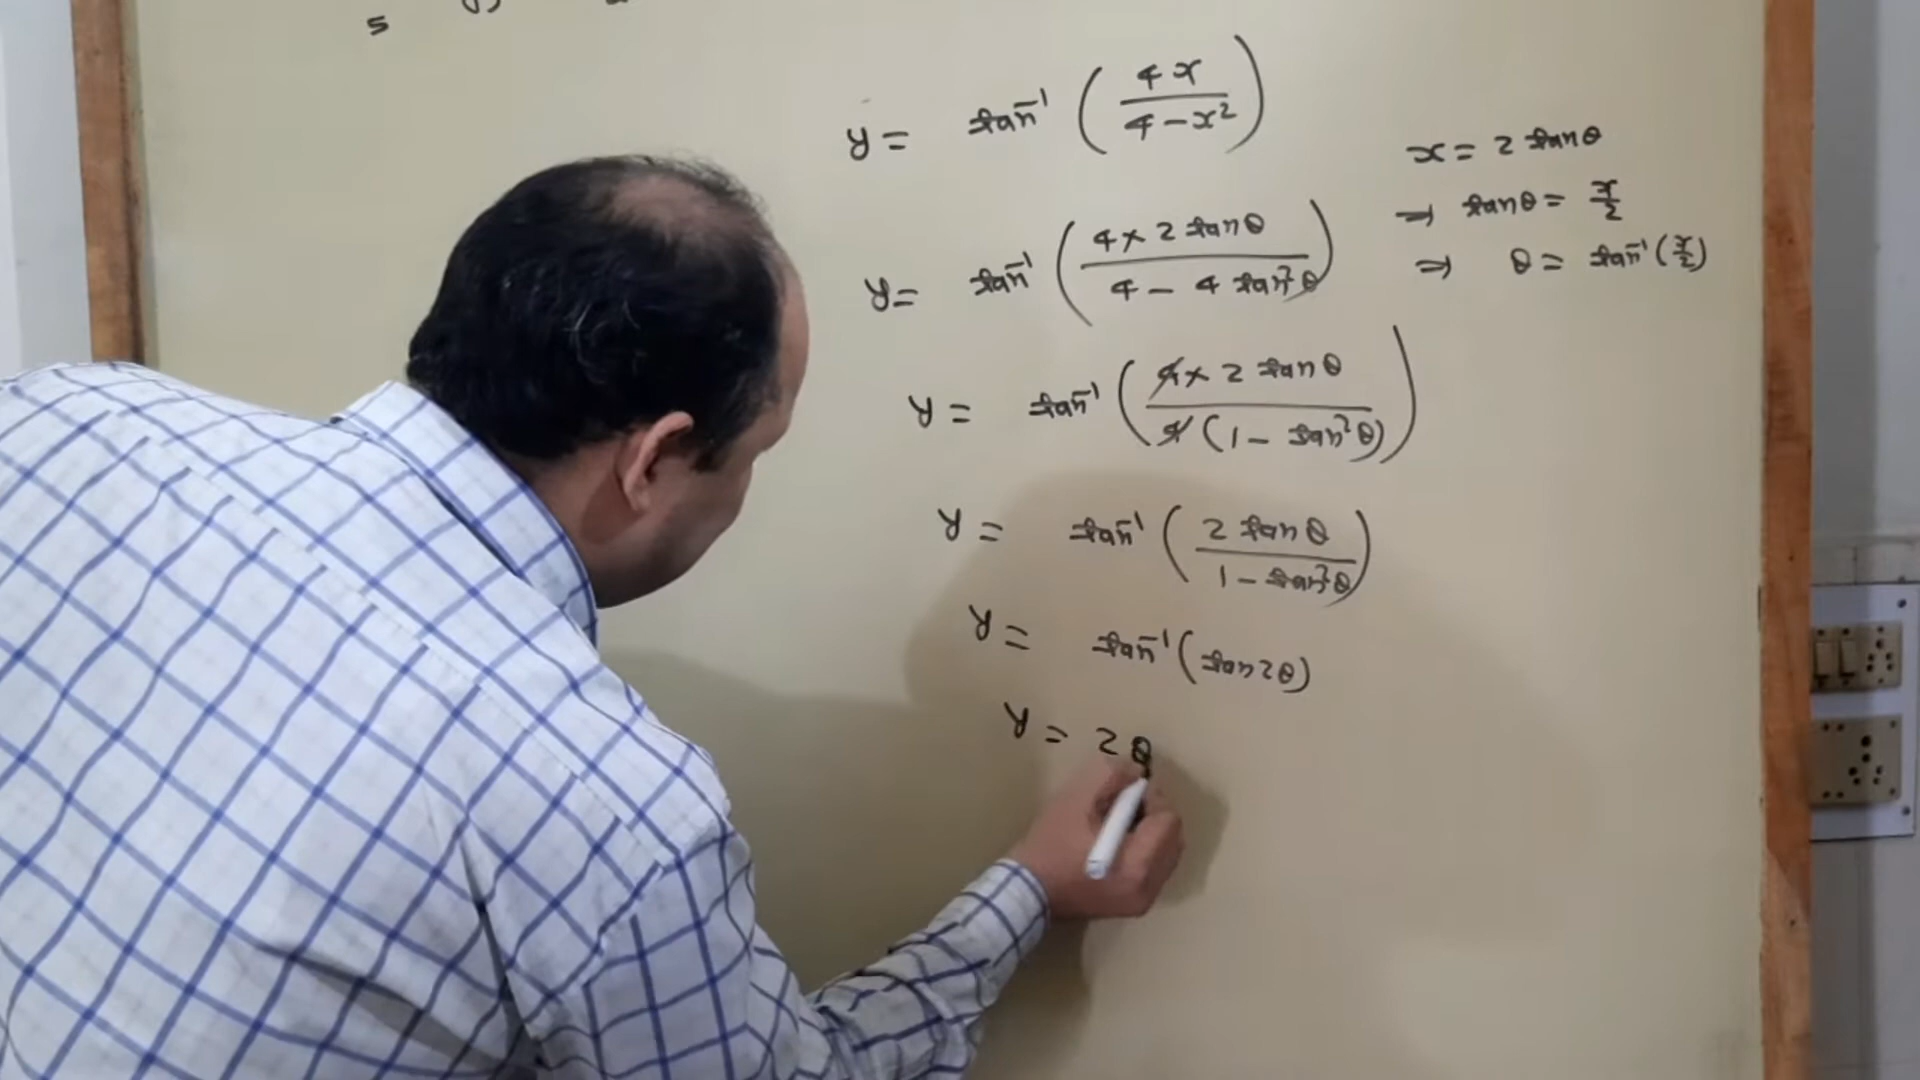 5
y = tan⁻¹ ( 4x / 4 - x² )
x = 2 tanθ
⇒ tanθ = x/2
⇒ θ = tan⁻¹ (x/2)
y = tan⁻¹ ( 4 × 2 tanθ / 4 - 4 tan²θ )
y = tan⁻¹ ( 4 × 2 tanθ / 4 (1 - tan²θ) )
y = tan⁻¹ ( 2 tanθ / 1 - tan²θ )
y = tan⁻¹ (tan2θ)
y = 2θ